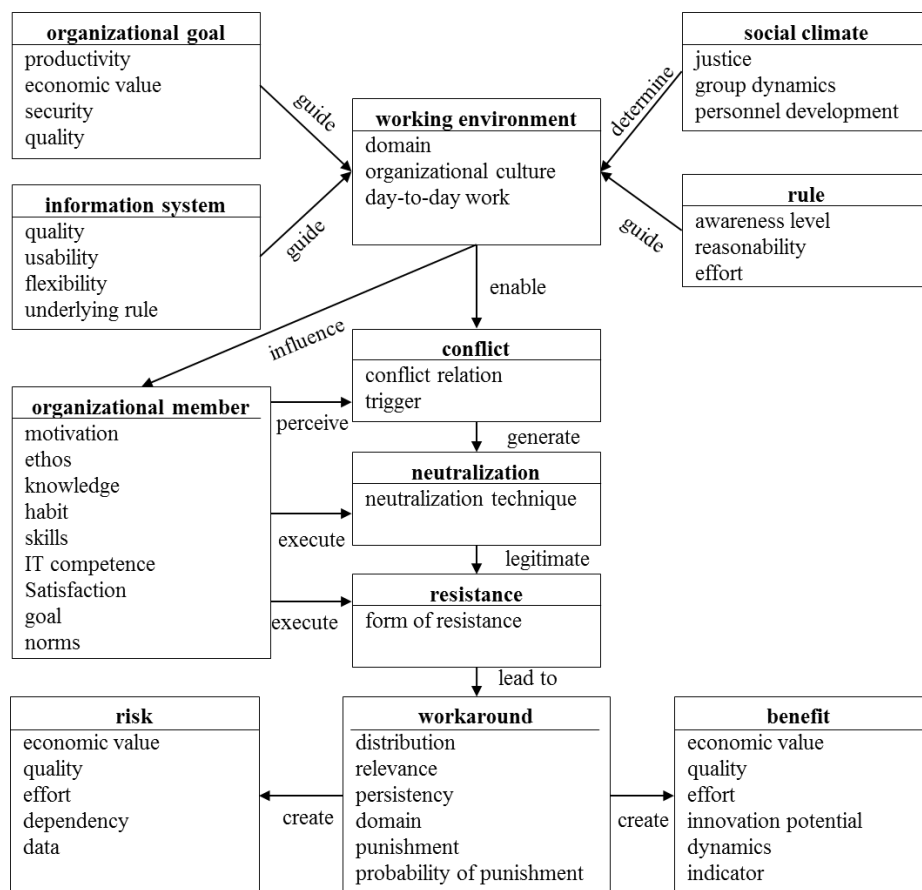 organizational goal
productivity
economic value
security
quality
social climate
justice
group dynamics
personnel development
guide
determine
working environment
domain
organizational culture
day-to-day work
information system
quality
usability
flexibility
underlying rule
guide
guide
rule
awareness level
reasonability
effort
influence
enable
conflict
conflict relation
trigger
organizational member
motivation
ethos
knowledge
habit
skills
IT competence
Satisfaction
goal
norms
perceive
generate
neutralization
neutralization technique
execute
legitimate
resistance
form of resistance
execute
lead to
risk
economic value
quality
effort
dependency
data
create
workaround
distribution
relevance
persistency
domain
punishment
probability of punishment
create
benefit
economic value
quality
effort
innovation potential
dynamics
indicator